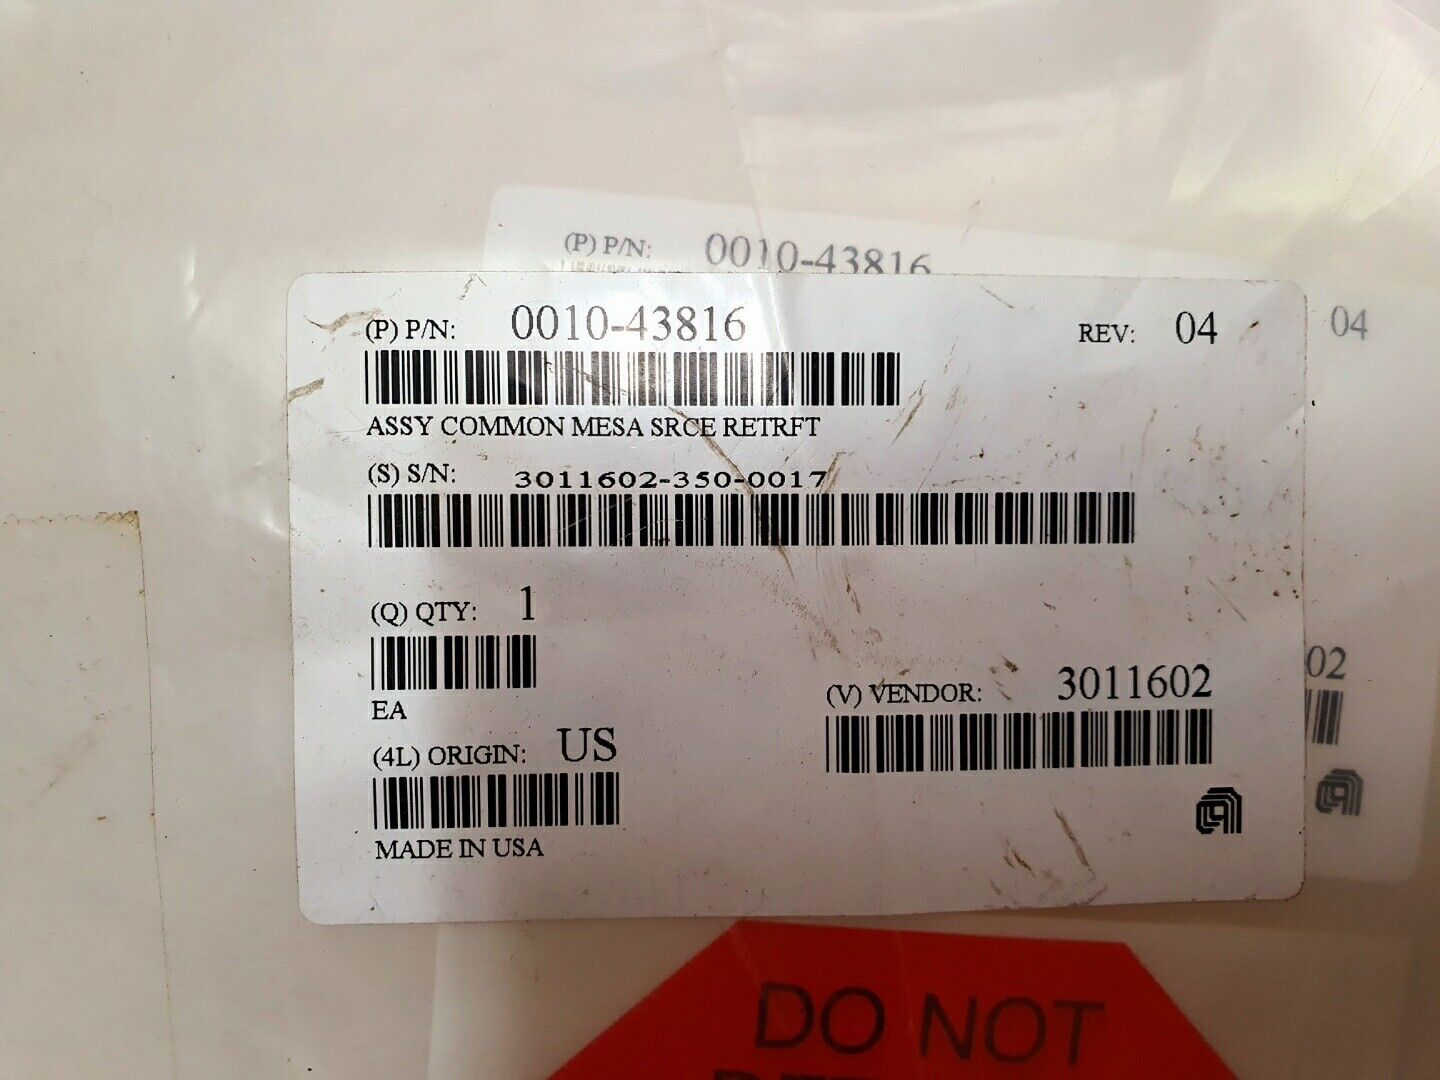 (P) P/N: 0010-43816
04
(P) P/N: 0010-43816 REV: 04
ASSY COMMON MESA SRCE RETRFT
(S) S/N: 3011602-350-0017
(Q) QTY: 1
EA
02
(V) VENDOR: 3011602
(4L) ORIGIN: US
MADE IN USA
DO NOT